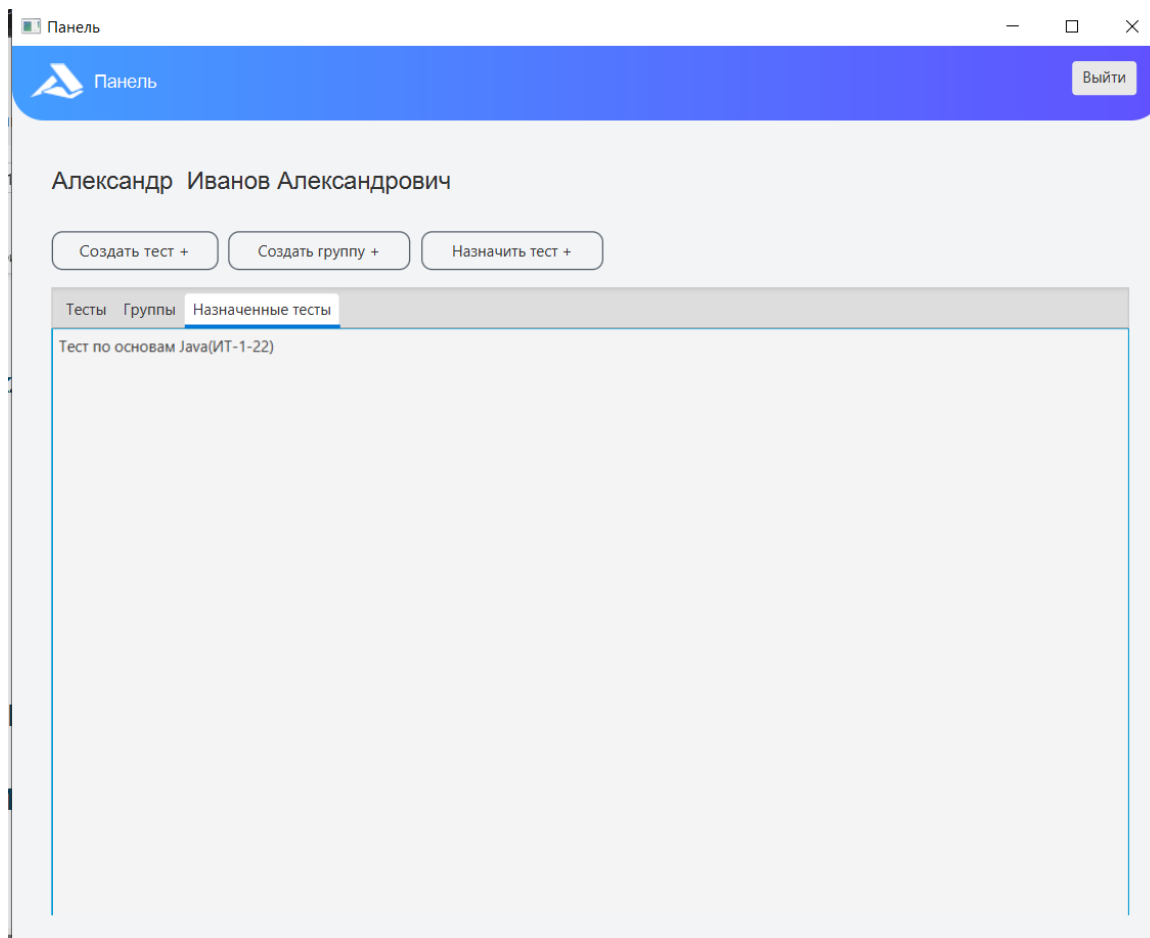 Панель
Панель
Выйти
Александр  Иванов Александрович
Создать тест + Создать группу + Назначить тест +
Тесты Группы Назначенные тесты
Тест по основам Java(ИТ-1-22)